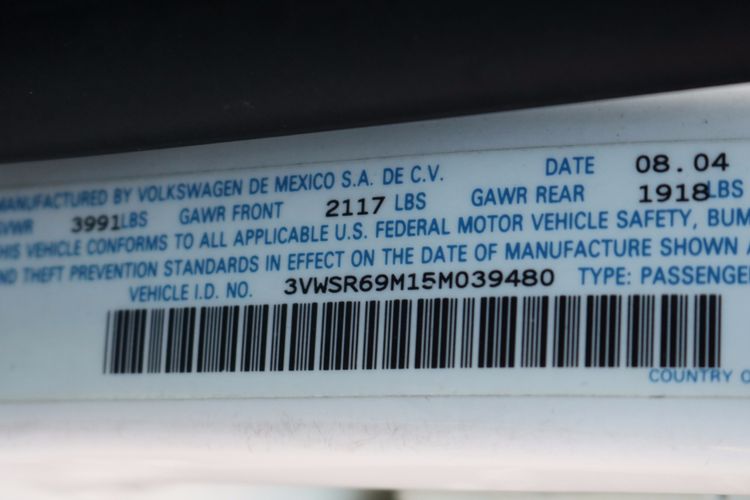 MANUFACTURED BY VOLKSWAGEN DE MEXICO S.A. DE C.V. DATE 08.04
GVWR 3991LBS GAWR FRONT 2117 LBS GAWR REAR 1918LBS
THIS VEHICLE CONFORMS TO ALL APPLICABLE U.S. FEDERAL MOTOR VEHICLE SAFETY, BUM
ND THEFT PREVENTION STANDARDS IN EFFECT ON THE DATE OF MANUFACTURE SHOWN A
VEHICLE I.D. NO. 3VWSR69M15M039480 TYPE: PASSENGE
COUNTRY O